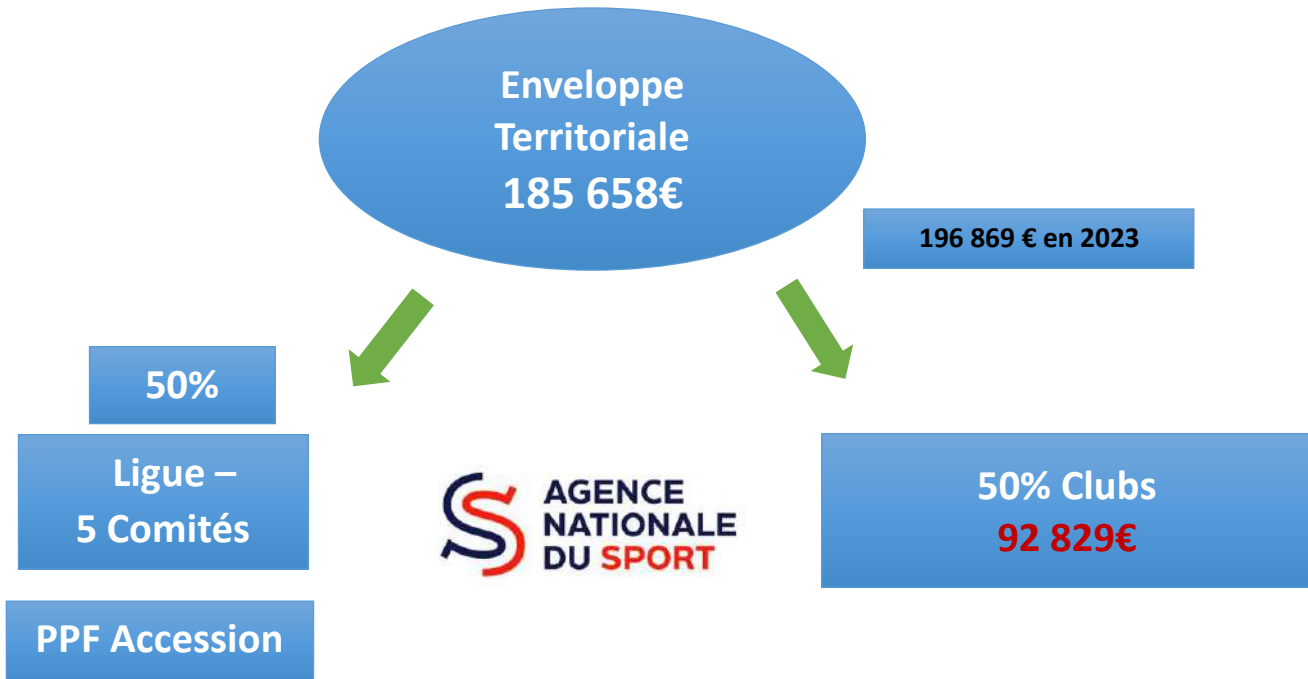 Enveloppe
Territoriale
185 658€
196 869 € en 2023
50%
Ligue –
5 Comités
PPF Accession
AGENCE
NATIONALE
DU SPORT
50% Clubs
92 829€